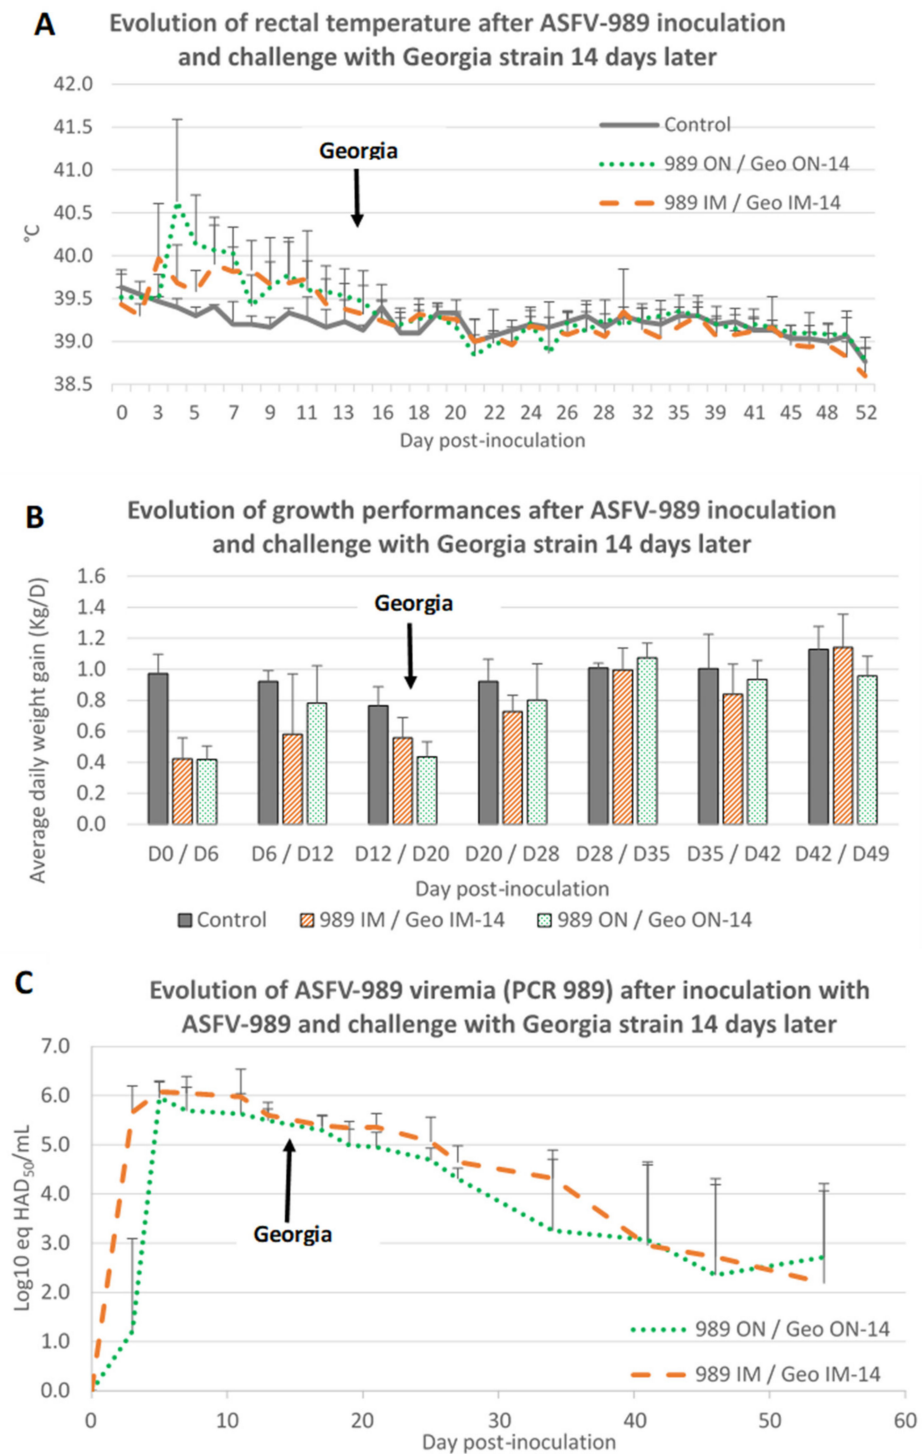 A
Evolution of rectal temperature after ASFV-989 inoculation
and challenge with Georgia strain 14 days later
42.0
41.5
41.0
40.5
40.0
39.5
39.0
38.5
°C
Georgia
Control
989 ON / Geo ON-14
989 IM / Geo IM-14
0 3 5 7 9 11 13 16 18 20 22 24 26 28 32 35 39 41 45 48 52
Day post-inoculation
B
Evolution of growth performances after ASFV-989 inoculation
and challenge with Georgia strain 14 days later
Average daily weight gain (Kg/D)
1.6
1.4
1.2
1.0
0.8
0.6
0.4
0.2
0.0
Georgia
D0 / D6 D6 / D12 D12 / D20 D20 / D28 D28 / D35 D35 / D42 D42 / D49
Day post-inoculation
Control 989 IM / Geo IM-14 989 ON / Geo ON-14
C
Evolution of ASFV-989 viremia (PCR 989) after inoculation with
ASFV-989 and challenge with Georgia strain 14 days later
Log10 eq HAD50/mL
7.0
6.0
5.0
4.0
3.0
2.0
1.0
0.0
Georgia
989 ON / Geo ON-14
989 IM / Geo IM-14
0 10 20 30 40 50 60
Day post-inoculation